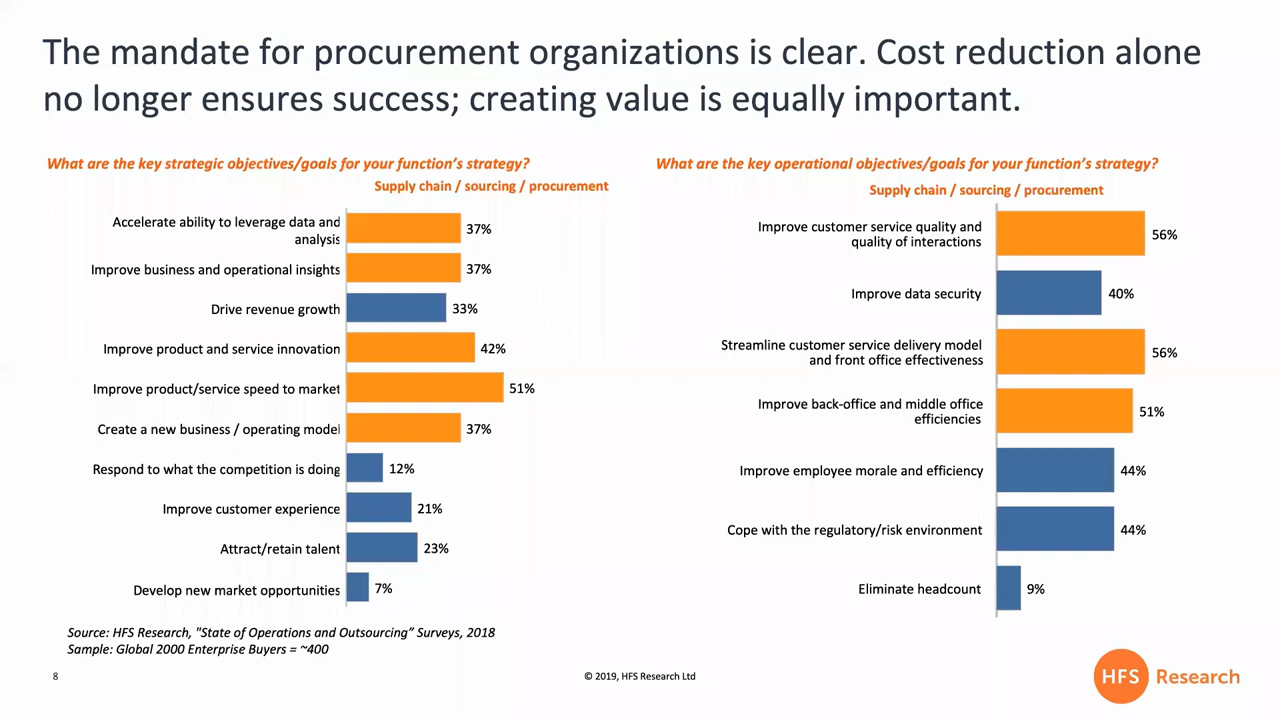 The mandate for procurement organizations is clear. Cost reduction alone
no longer ensures success; creating value is equally important.
What are the key strategic objectives/goals for your function's strategy?
Supply chain / sourcing / procurement
Accelerate ability to leverage data and
analysis
37%
Improve business and operational insights
37%
Drive revenue growth
33%
Improve product and service innovation
42%
Improve product/service speed to market
51%
Create a new business / operating model
37%
Respond to what the competition is doing
12%
Improve customer experience
21%
Attract/retain talent
23%
Develop new market opportunities
7%
What are the key operational objectives/goals for your function's strategy?
Supply chain / sourcing / procurement
Improve customer service quality and
quality of interactions
56%
Improve data security
40%
Streamline customer service delivery model
and front office effectiveness
56%
Improve back-office and middle office
efficiencies
51%
Improve employee morale and efficiency
44%
Cope with the regulatory/risk environment
44%
Eliminate headcount
9%
Source: HFS Research, "State of Operations and Outsourcing” Surveys, 2018
Sample: Global 2000 Enterprise Buyers = ~400
8
© 2019, HFS Research Ltd
HFS Research